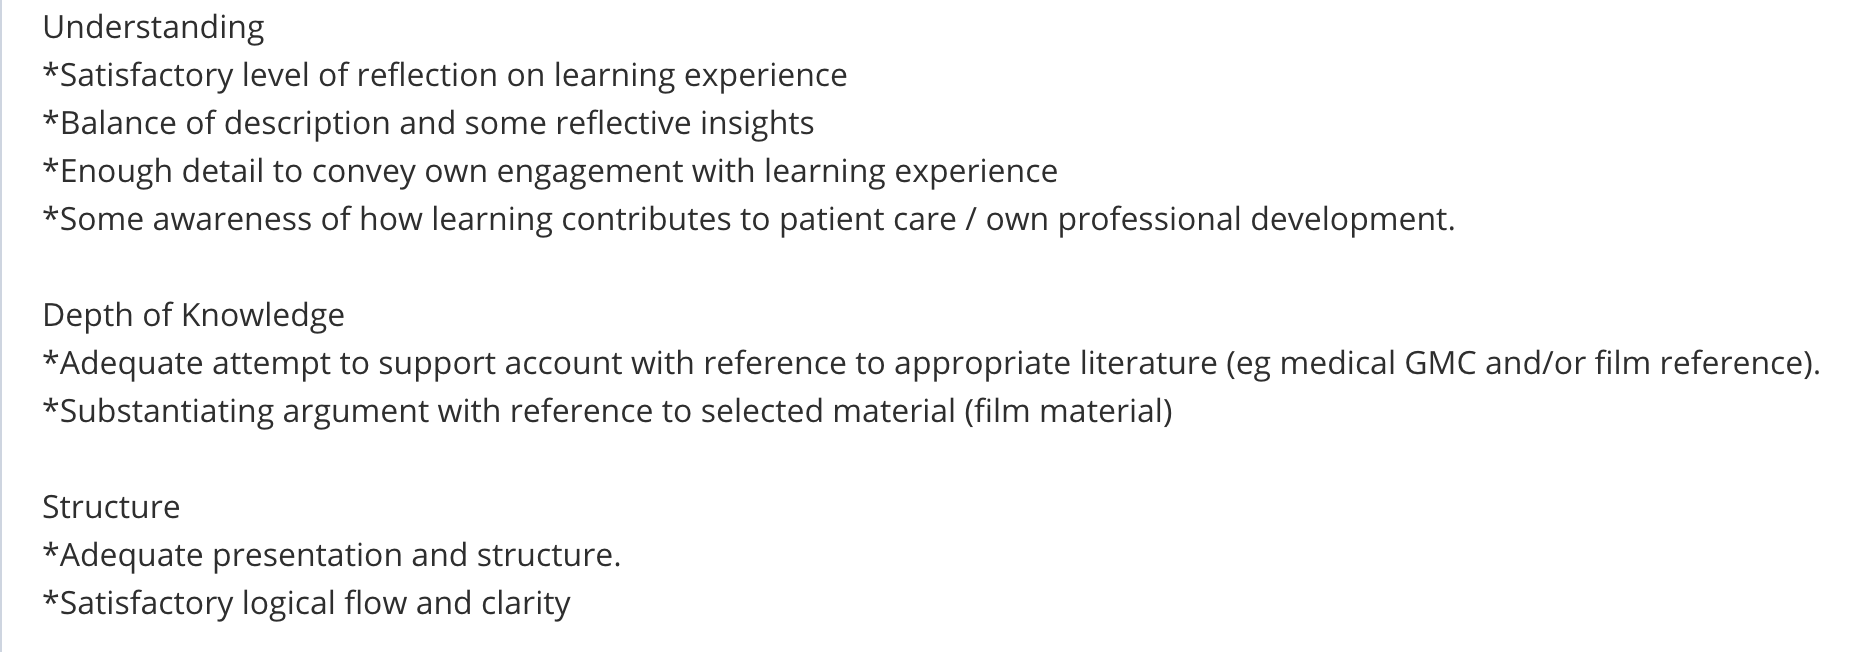 Understanding
*Satisfactory level of reflection on learning experience
*Balance of description and some reflective insights
*Enough detail to convey own engagement with learning experience
*Some awareness of how learning contributes to patient care / own professional development.
Depth of Knowledge
*Adequate attempt to support account with reference to appropriate literature (eg medical GMC and/or film reference).
*Substantiating argument with reference to selected material (film material)
Structure
*Adequate presentation and structure.
*Satisfactory logical flow and clarity